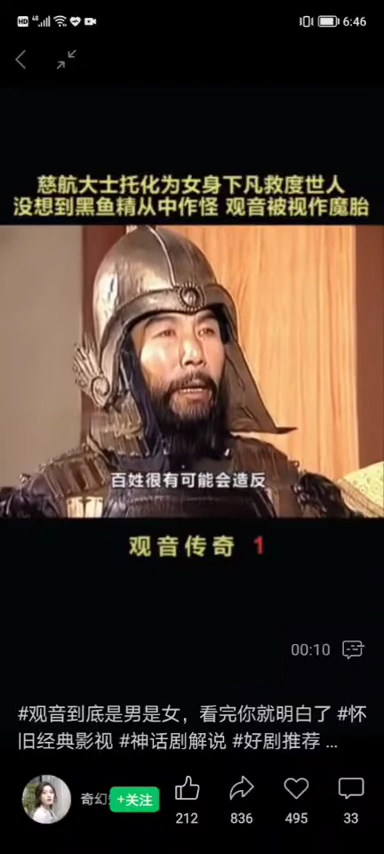 HD 4G 6:46
慈航大士托化为女身下凡救度世人
没想到黑鱼精从中作怪 观音被视作魔胎
百姓很有可能会造反
观音传奇 1
00:10
#观音到底是男是女，看完你就明白了 #怀
旧经典影视 #神话剧解说 #好剧推荐 ...
奇幻 +关注
212 836 495 33